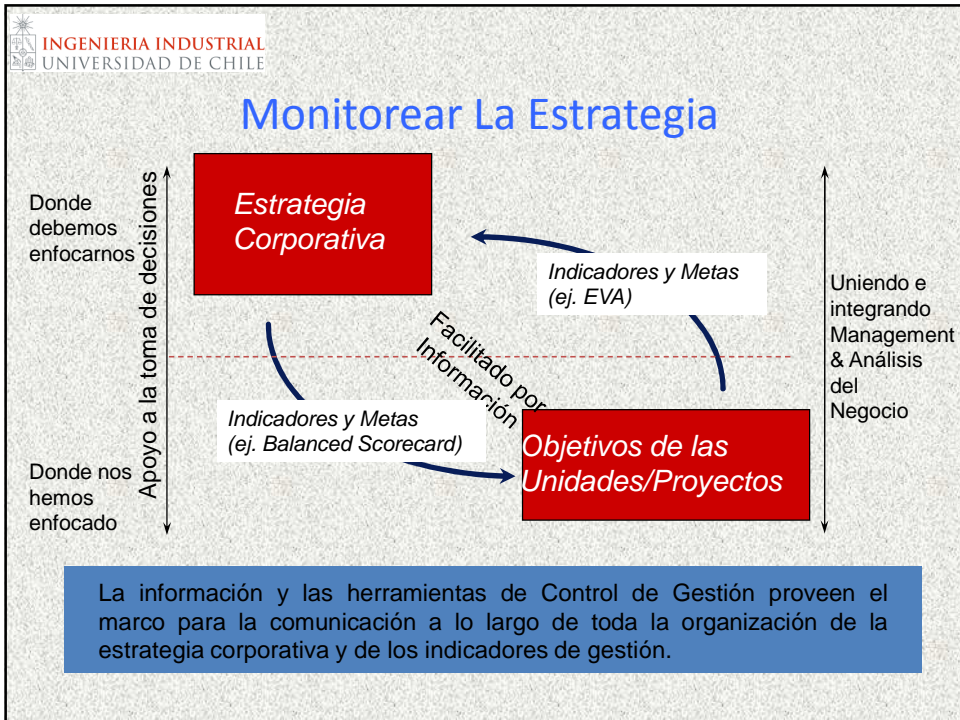 INGENIERIA INDUSTRIAL
UNIVERSIDAD DE CHILE
Monitorear La Estrategia
Donde
debemos
enfocarnos
Apoyo a la toma de decisiones
Estrategia
Corporativa
Indicadores y Metas
(ej. EVA)
Uniendo e
integrando
Management
& Análisis
del
Negocio
Facilitado por
Información
Indicadores y Metas
(ej. Balanced Scorecard)
Objetivos de las
Unidades/Proyectos
Donde nos
hemos
enfocado
La información y las herramientas de Control de Gestión proveen el
marco para la comunicación a lo largo de toda la organización de la
estrategia corporativa y de los indicadores de gestión.